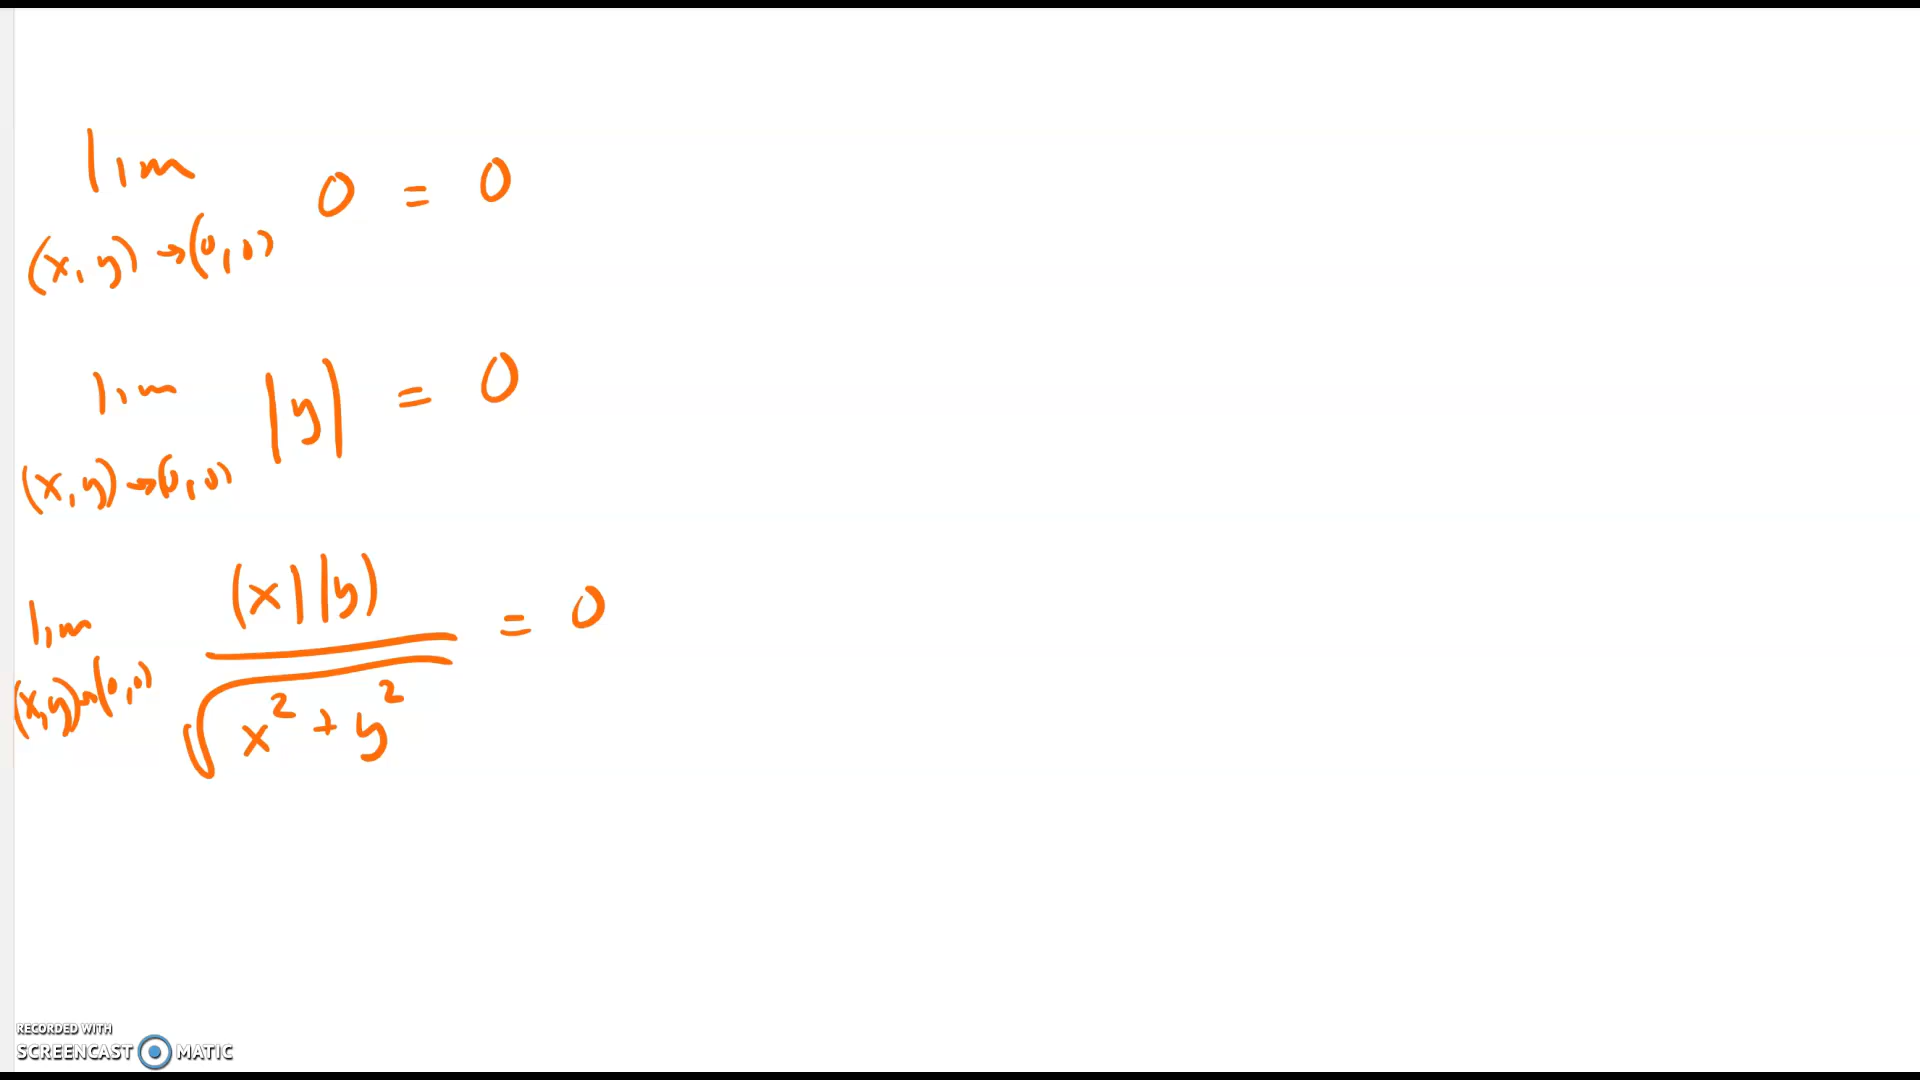 lim 0 = 0
(x, y) → (0, 0)
lim |y| = 0
(x, y) → (0, 0)
(x| |y)
lim = 0
(x, y) → (0, 0)
√x² + y²
RECORDED WITH
SCREENCAST MATIC